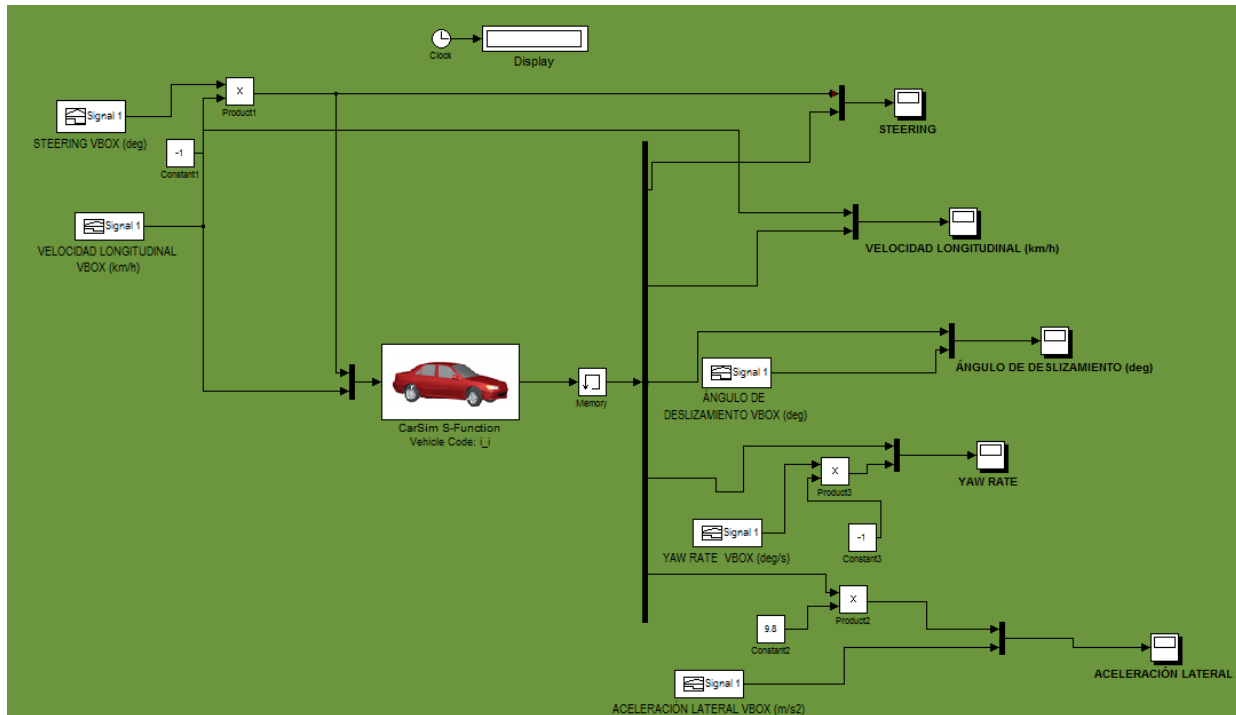 Clock
Display
Signal 1
STEERING VBOX (deg)
X
Product1
-1
Constant1
STEERING
Signal 1
VELOCIDAD LONGITUDINAL
VBOX (km/h)
VELOCIDAD LONGITUDINAL (km/h)
CarSim S-Function
Vehicle Code: i_i
Memory
Signal 1
ÁNGULO DE
DESLIZAMIENTO VBOX (deg)
ÁNGULO DE DESLIZAMIENTO (deg)
X
Product3
YAW RATE
Signal 1
YAW RATE VBOX (deg/s)
-1
Constant3
X
Product2
9.8
Constant2
Signal 1
ACELERACIÓN LATERAL VBOX (m/s2)
ACELERACIÓN LATERAL